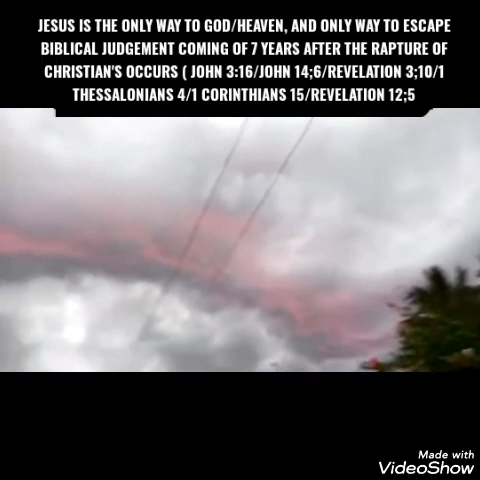 JESUS IS THE ONLY WAY TO GOD/HEAVEN, AND ONLY WAY TO ESCAPE
BIBLICAL JUDGEMENT COMING OF 7 YEARS AFTER THE RAPTURE OF
CHRISTIAN'S OCCURS ( JOHN 3:16/JOHN 14;6/REVELATION 3;10/1
THESSALONIANS 4/1 CORINTHIANS 15/REVELATION 12;5
Made with
VideoShow